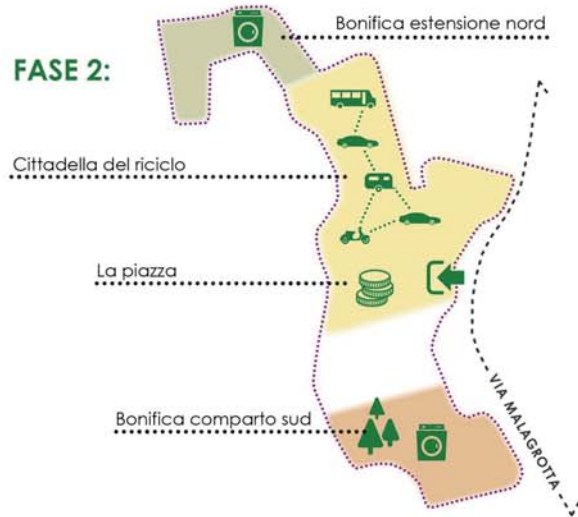 Bonifica estensione nord
FASE 2:
Cittadella del riciclo
La piazza
Bonifica comparto sud
VIA MALAGROTTA